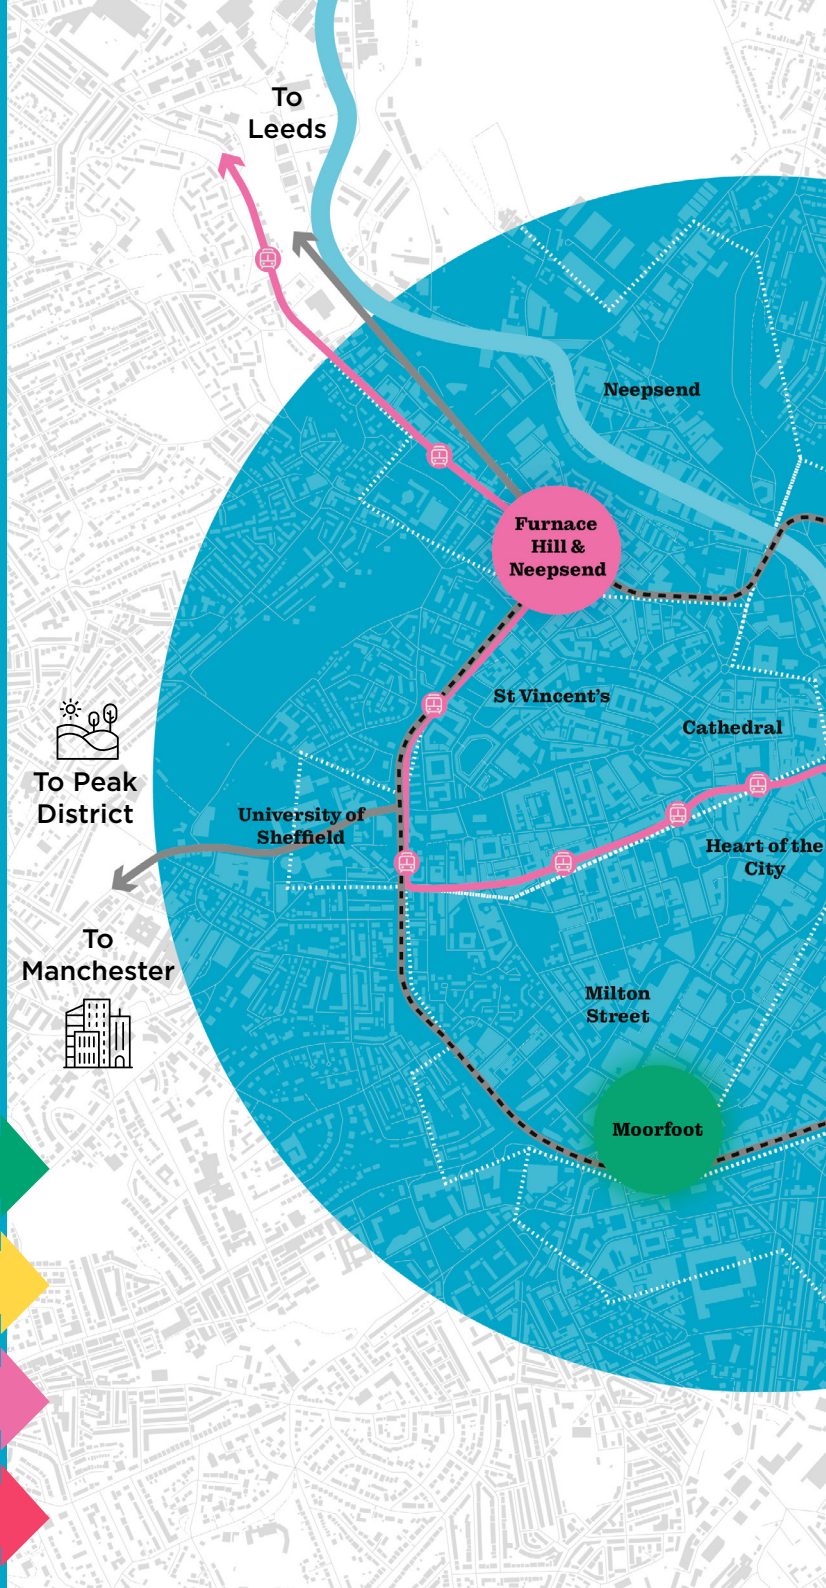 To
Leeds
Neepsend
Furnace
Hill &
Neepsend
St Vincent's
Cathedral
To Peak
District
University of
Sheffield
Heart of the
City
To
Manchester
Milton
Street
Moorfoot